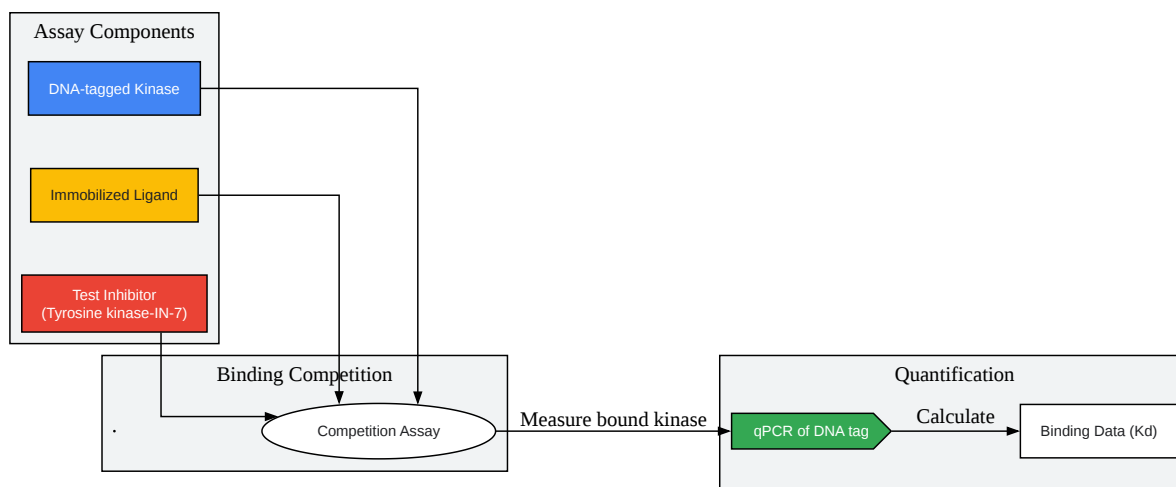 Assay Components
DNA-tagged Kinase
Immobilized Ligand
Test Inhibitor
(Tyrosine kinase-IN-7)
Binding Competition
.
Competition Assay
Measure bound kinase
Quantification
qPCR of DNA tag
Calculate
Binding Data (Kd)